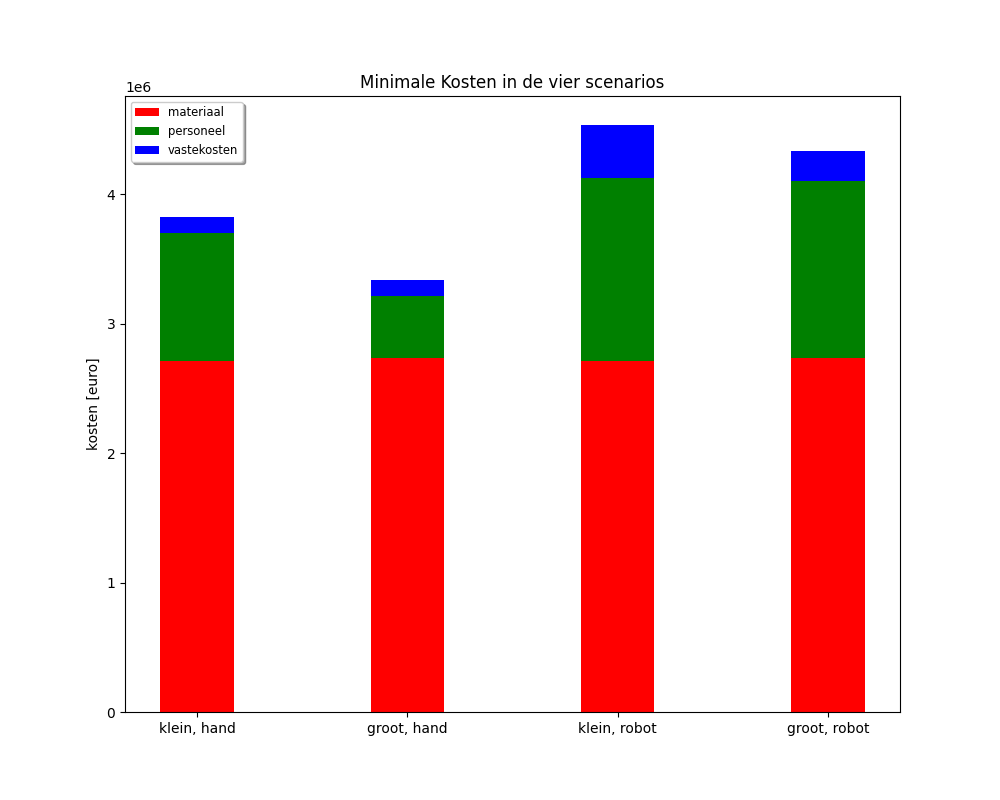 Minimale Kosten in de vier scenarios
1e6
materiaal
personeel
vastekosten
kosten [euro]
4
3
2
1
0
klein, hand
groot, hand
klein, robot
groot, robot